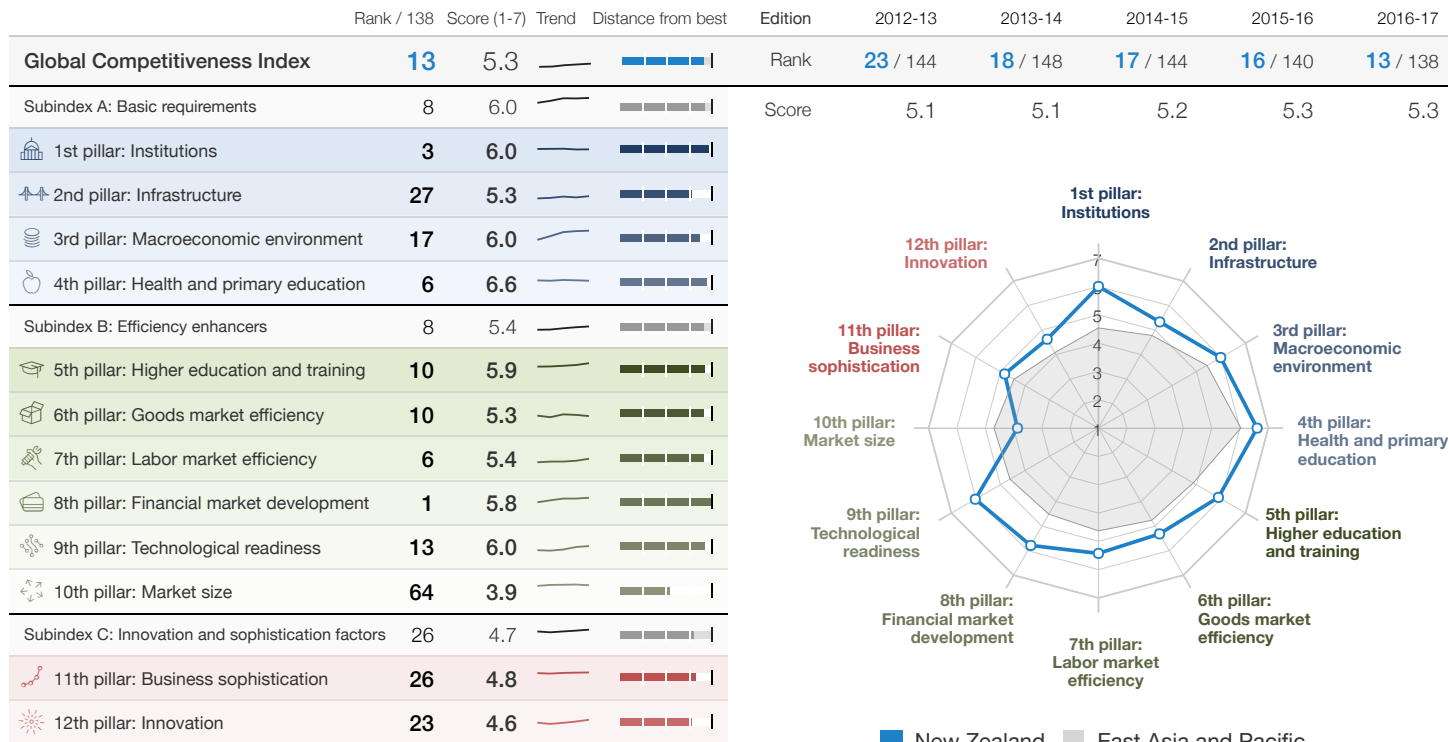 Rank / 138 Score (1-7) Trend Distance from best
Global Competitiveness Index 13 5.3
Subindex A: Basic requirements 8 6.0
1st pillar: Institutions 3 6.0
2nd pillar: Infrastructure 27 5.3
3rd pillar: Macroeconomic environment 17 6.0
4th pillar: Health and primary education 6 6.6
Subindex B: Efficiency enhancers 8 5.4
5th pillar: Higher education and training 10 5.9
6th pillar: Goods market efficiency 10 5.3
7th pillar: Labor market efficiency 6 5.4
8th pillar: Financial market development 1 5.8
9th pillar: Technological readiness 13 6.0
10th pillar: Market size 64 3.9
Subindex C: Innovation and sophistication factors 26 4.7
11th pillar: Business sophistication 26 4.8
12th pillar: Innovation 23 4.6
Edition 2012-13 2013-14 2014-15 2015-16 2016-17
Rank 23 / 144 18 / 148 17 / 144 16 / 140 13 / 138
Score 5.1 5.1 5.2 5.3 5.3
1st pillar:
Institutions
2nd pillar:
Infrastructure
3rd pillar:
Macroeconomic
environment
4th pillar:
Health and primary
education
5th pillar:
Higher education
and training
6th pillar:
Goods market
efficiency
7th pillar:
Labor market
efficiency
8th pillar:
Financial market
development
9th pillar:
Technological
readiness
10th pillar:
Market size
11th pillar:
Business
sophistication
12th pillar:
Innovation
7
6
5
4
3
2
1
New Zealand East Asia and Pacific